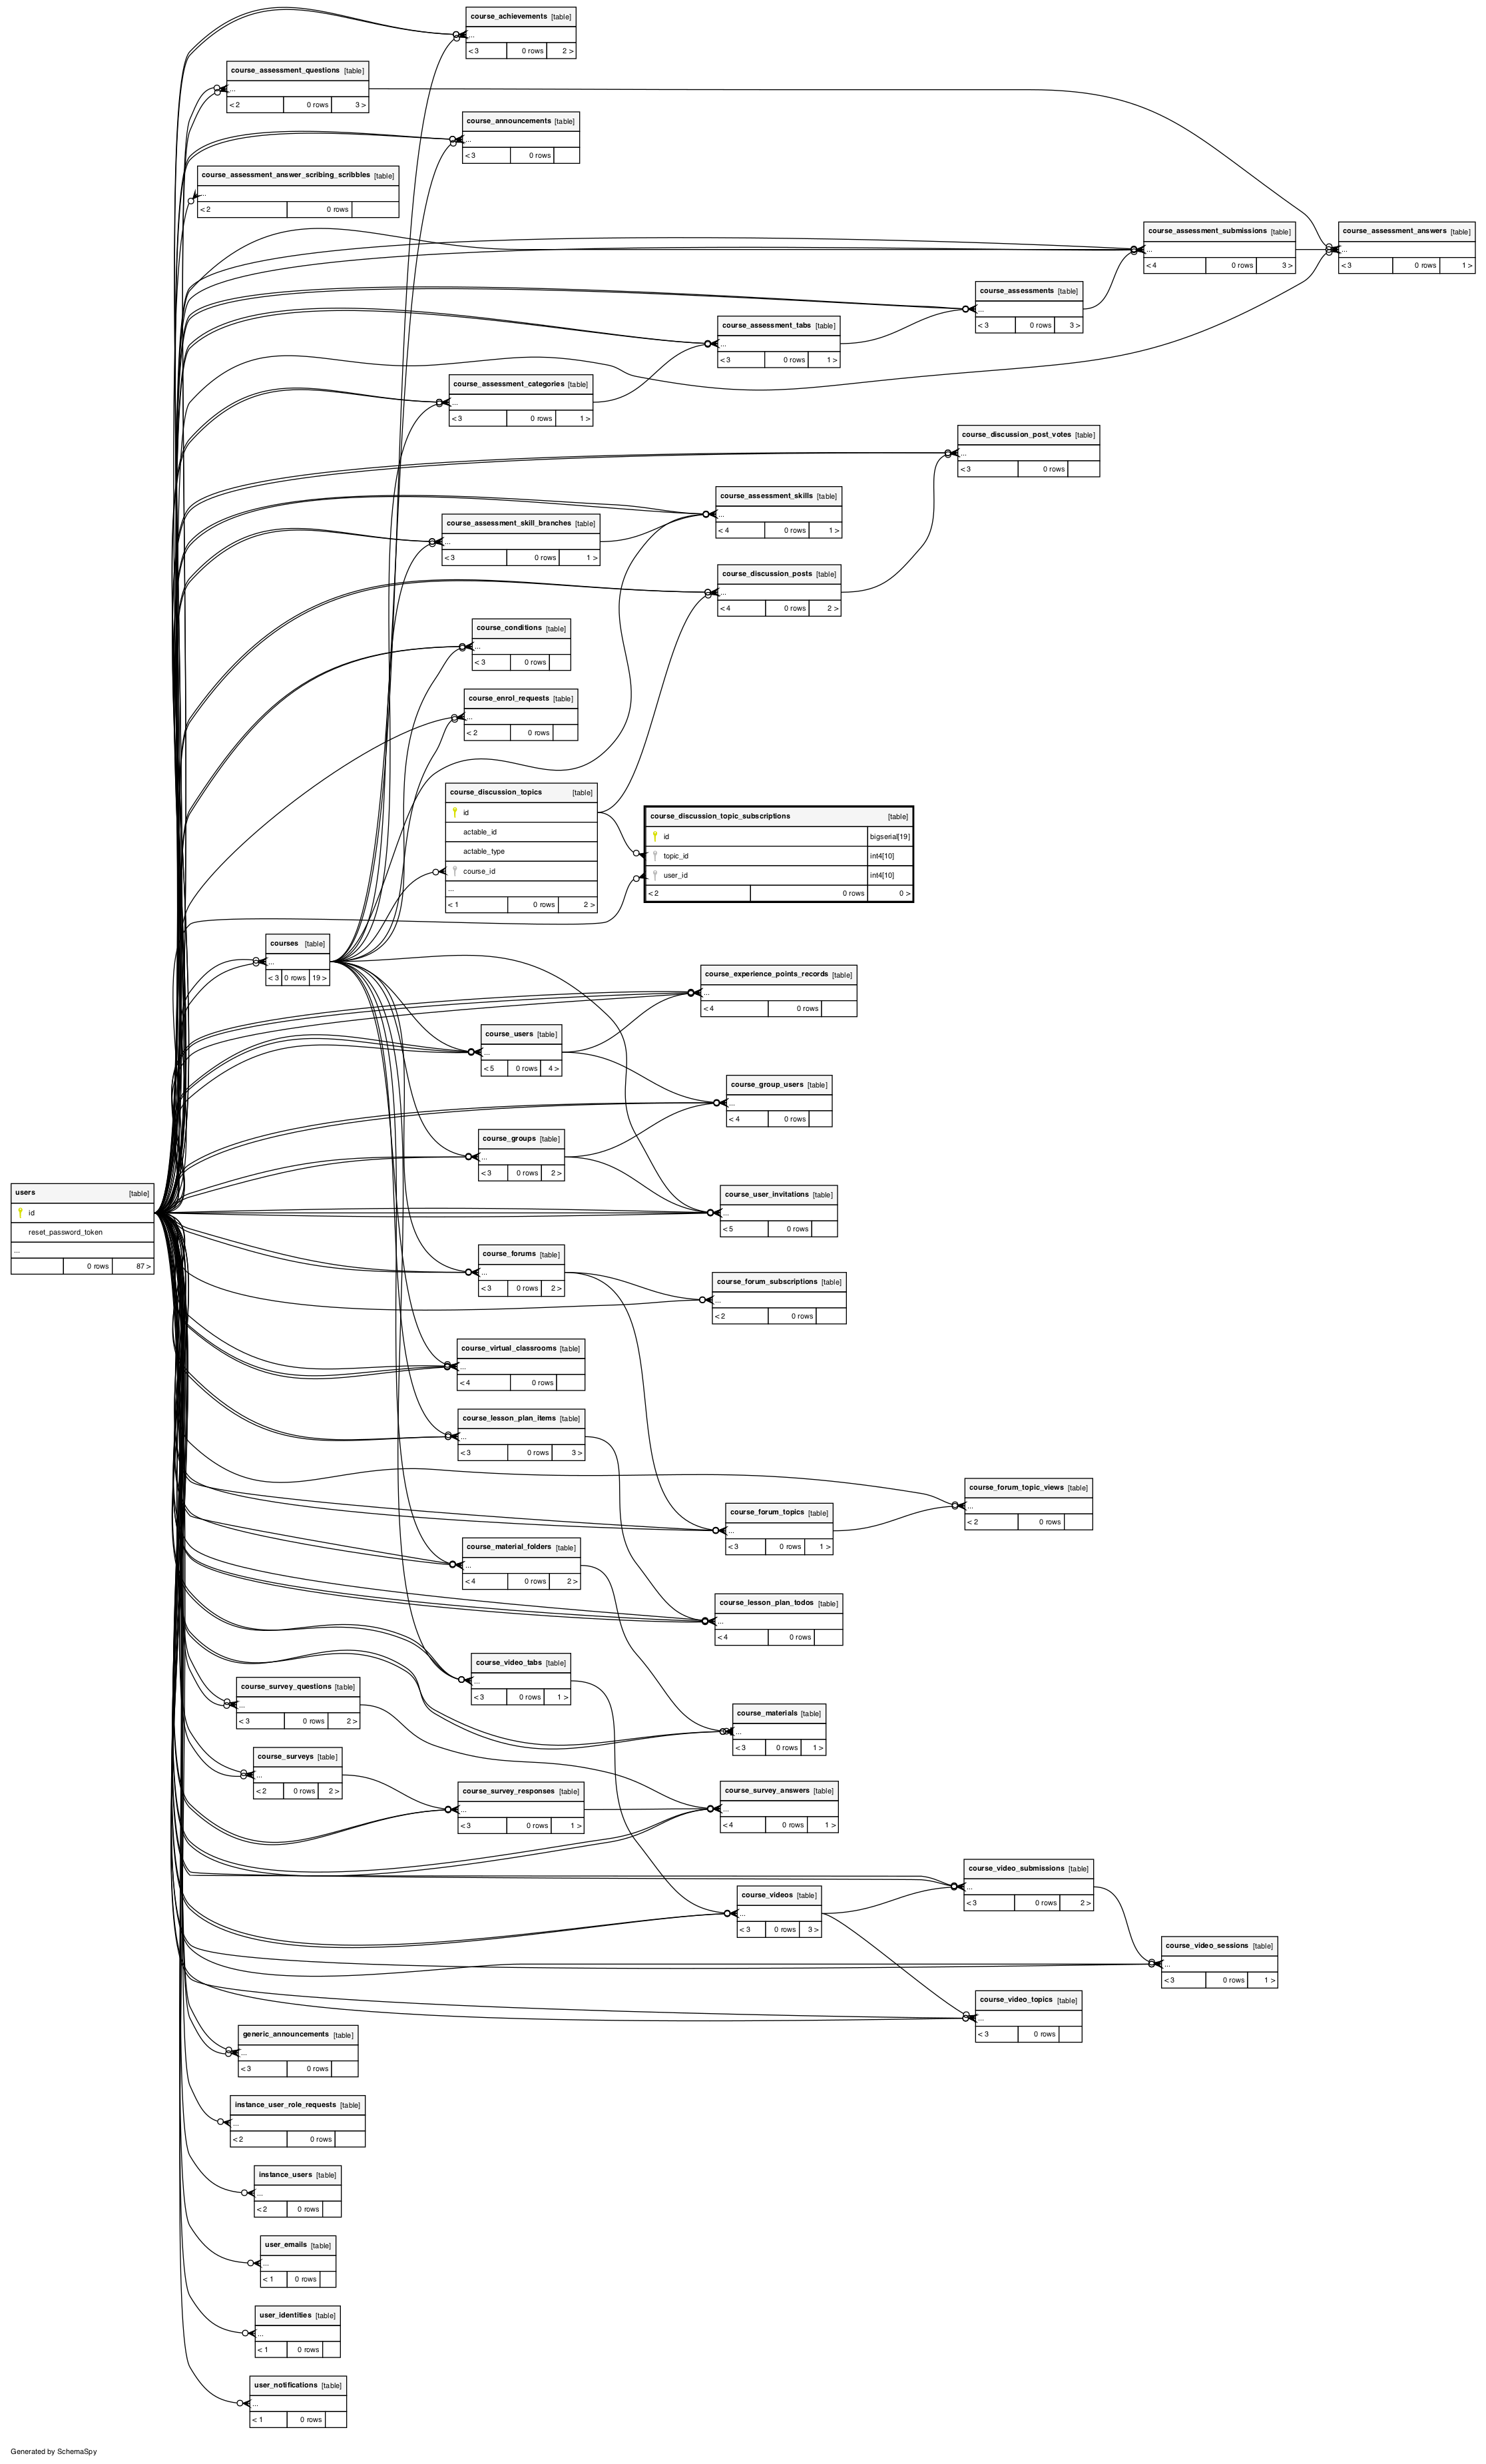 course_achievements [table]
...
< 3 0 rows 2 >
course_assessment_questions [table]
...
< 2 0 rows 3 >
course_announcements [table]
...
< 3 0 rows
course_assessment_answer_scribing_scribbles [table]
...
< 2 0 rows
course_assessment_submissions [table]
...
< 4 0 rows 3 >
course_assessment_answers [table]
...
< 3 0 rows 1 >
course_assessments [table]
...
< 3 0 rows 3 >
course_assessment_tabs [table]
...
< 3 0 rows 1 >
course_assessment_categories [table]
...
< 3 0 rows 1 >
course_discussion_post_votes [table]
...
< 3 0 rows
course_assessment_skills [table]
...
< 4 0 rows 1 >
course_assessment_skill_branches [table]
...
< 3 0 rows 1 >
course_discussion_posts [table]
...
< 4 0 rows 2 >
course_conditions [table]
...
< 3 0 rows
course_enrol_requests [table]
...
< 2 0 rows
course_discussion_topics [table]
id
actable_id
actable_type
course_id
...
< 1 0 rows 2 >
course_discussion_topic_subscriptions [table]
id bigserial[19]
topic_id int4[10]
user_id int4[10]
< 2 0 rows 0 >
courses [table]
...
< 3 0 rows 19 >
course_experience_points_records [table]
...
< 4 0 rows
course_users [table]
...
< 5 0 rows 4 >
course_group_users [table]
...
< 4 0 rows
course_groups [table]
...
< 3 0 rows 2 >
users [table]
id
reset_password_token
...
0 rows 87 >
course_user_invitations [table]
...
< 5 0 rows
course_forums [table]
...
< 3 0 rows 2 >
course_forum_subscriptions [table]
...
< 2 0 rows
course_virtual_classrooms [table]
...
< 4 0 rows
course_lesson_plan_items [table]
...
< 3 0 rows 3 >
course_forum_topic_views [table]
...
< 2 0 rows
course_forum_topics [table]
...
< 3 0 rows 1 >
course_material_folders [table]
...
< 4 0 rows 2 >
course_lesson_plan_todos [table]
...
< 4 0 rows
course_video_tabs [table]
...
< 3 0 rows 1 >
course_survey_questions [table]
...
< 3 0 rows 2 >
course_materials [table]
...
< 3 0 rows 1 >
course_surveys [table]
...
< 2 0 rows 2 >
course_survey_responses [table]
...
< 3 0 rows 1 >
course_survey_answers [table]
...
< 4 0 rows 1 >
course_video_submissions [table]
...
< 3 0 rows 2 >
course_videos [table]
...
< 3 0 rows 3 >
course_video_sessions [table]
...
< 3 0 rows 1 >
course_video_topics [table]
...
< 3 0 rows
generic_announcements [table]
...
< 3 0 rows
instance_user_role_requests [table]
...
< 2 0 rows
instance_users [table]
...
< 2 0 rows
user_emails [table]
...
< 1 0 rows
user_identities [table]
...
< 1 0 rows
user_notifications [table]
...
< 1 0 rows
Generated by SchemaSpy